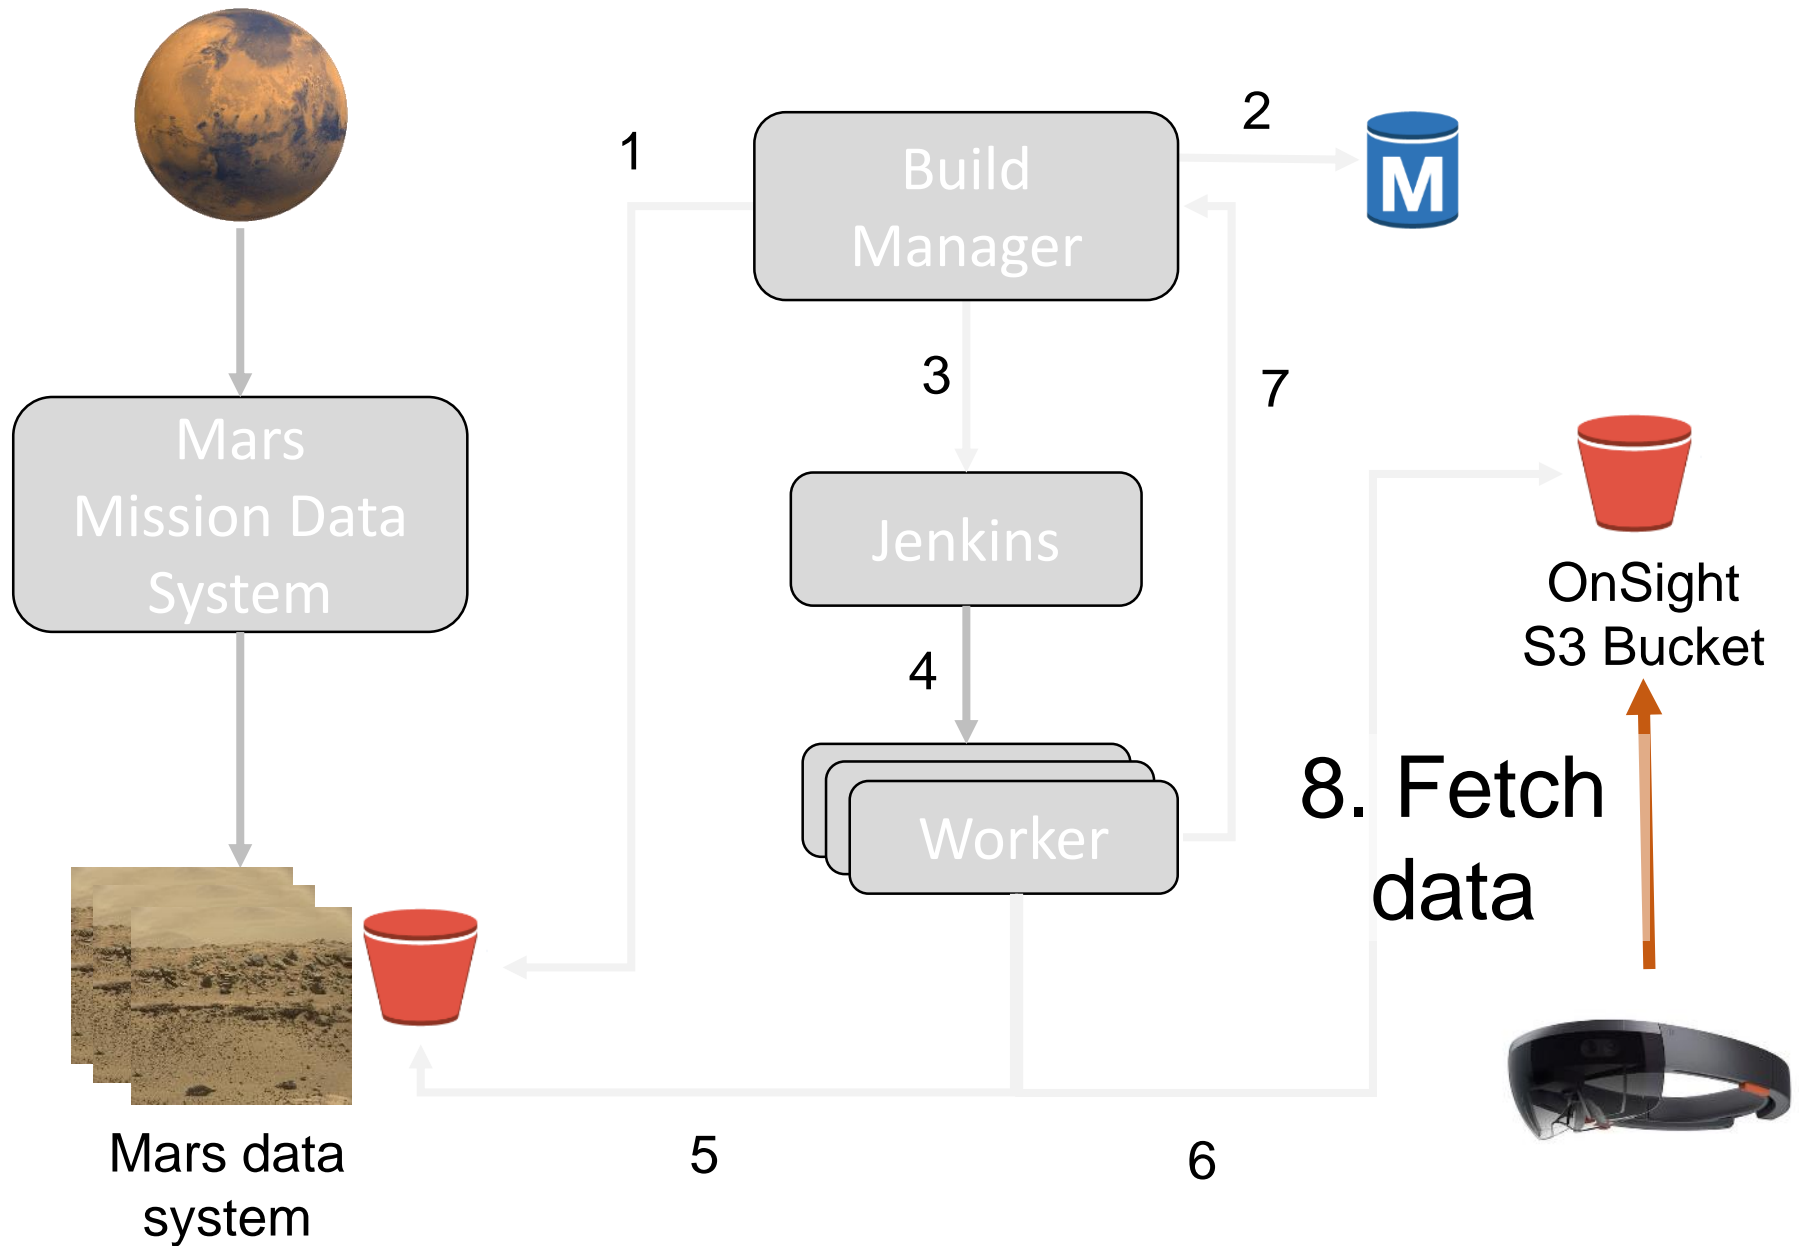 1
Build
Manager
2
M
Mars
Mission Data
System
3
7
Jenkins
OnSight
S3 Bucket
4
Worker
8. Fetch
data
Mars data
system
5
6